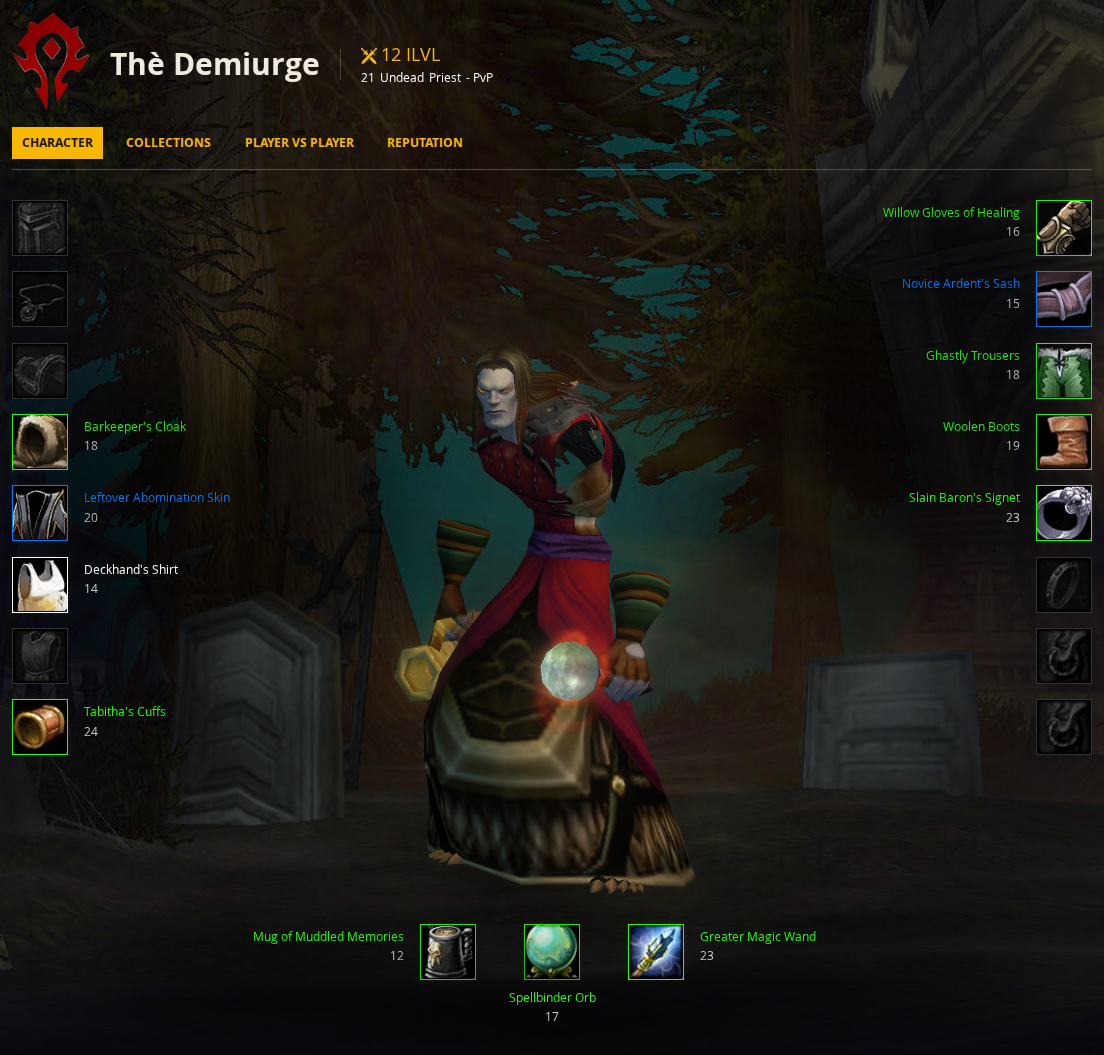 Thè Demiurge
12 ILVL
21 Undead Priest - PvP
CHARACTER
COLLECTIONS
PLAYER VS PLAYER
REPUTATION
Barkeeper's Cloak
18
Leftover Abomination Skin
20
Deckhand's Shirt
14
Tabitha's Cuffs
24
Willow Gloves of Healing
16
Novice Ardent's Sash
15
Ghastly Trousers
18
Woolen Boots
19
Slain Baron's Signet
23
Mug of Muddled Memories
12
Spellbinder Orb
17
Greater Magic Wand
23